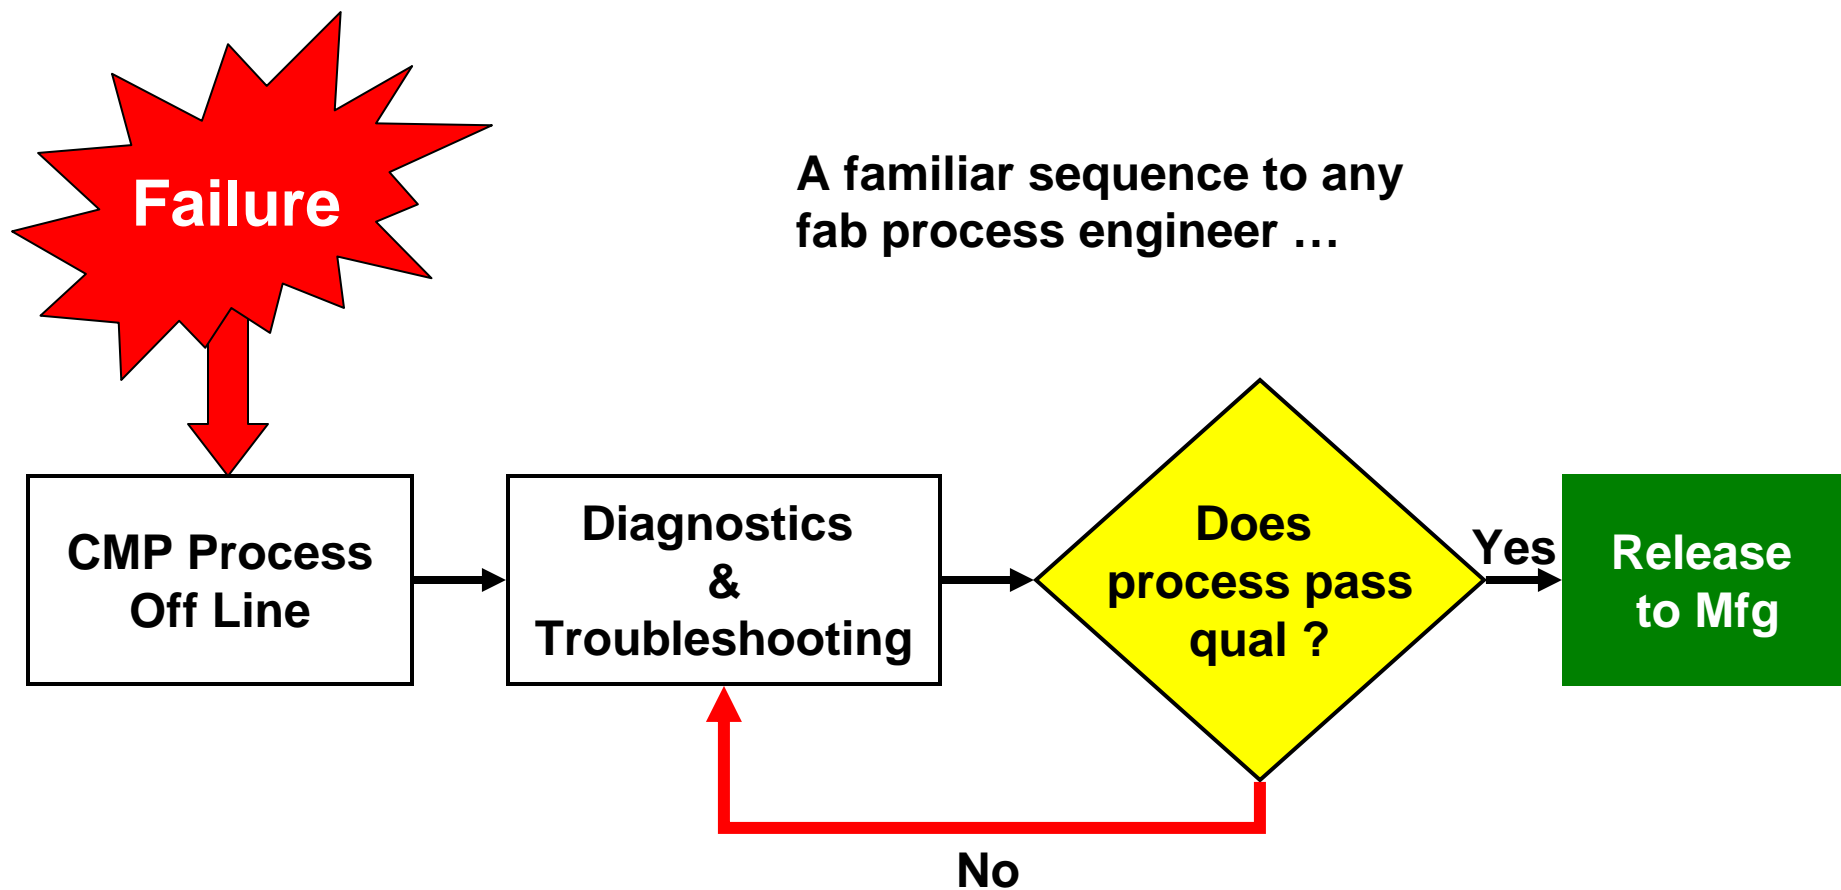 Failure
A familiar sequence to any
fab process engineer …
CMP Process
Off Line
Diagnostics
&
Troubleshooting
Does
process pass
qual ?
Yes
Release
to Mfg
No